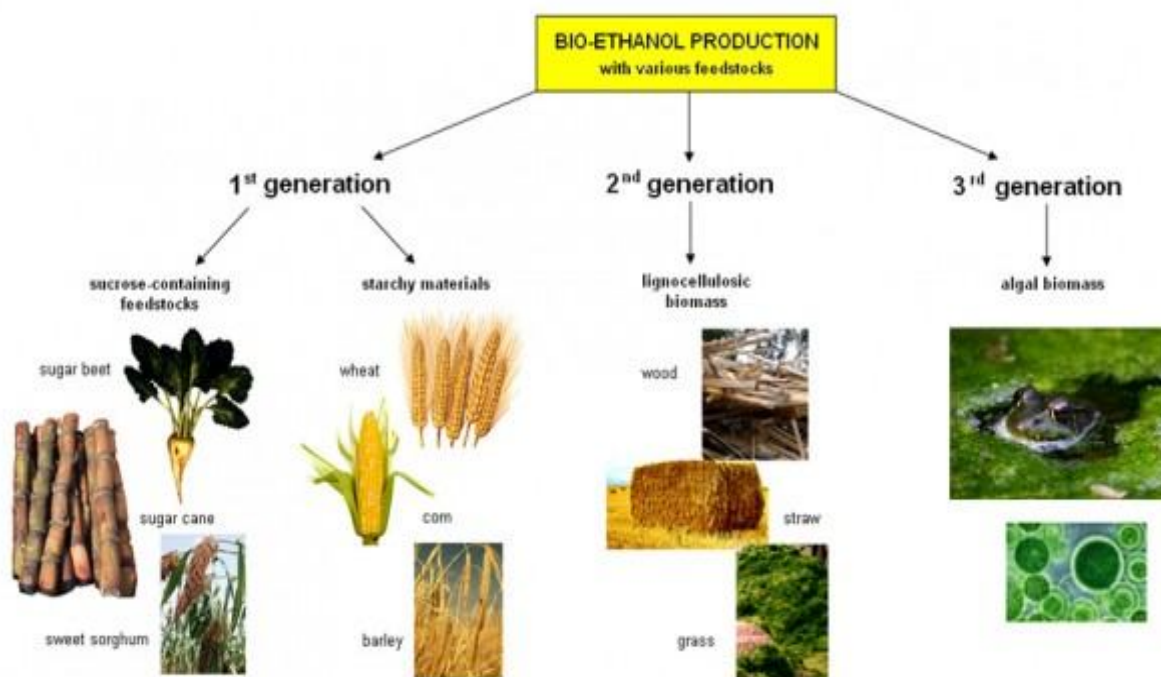 BIO-ETHANOL PRODUCTION
with various feedstocks
1st generation
2nd generation
3rd generation
sucrose-containing
feedstocks
starchy materials
lignocellulosic
biomass
algal biomass
sugar beet
wheat
wood
sugar cane
corn
straw
sweet sorghum
barley
grass